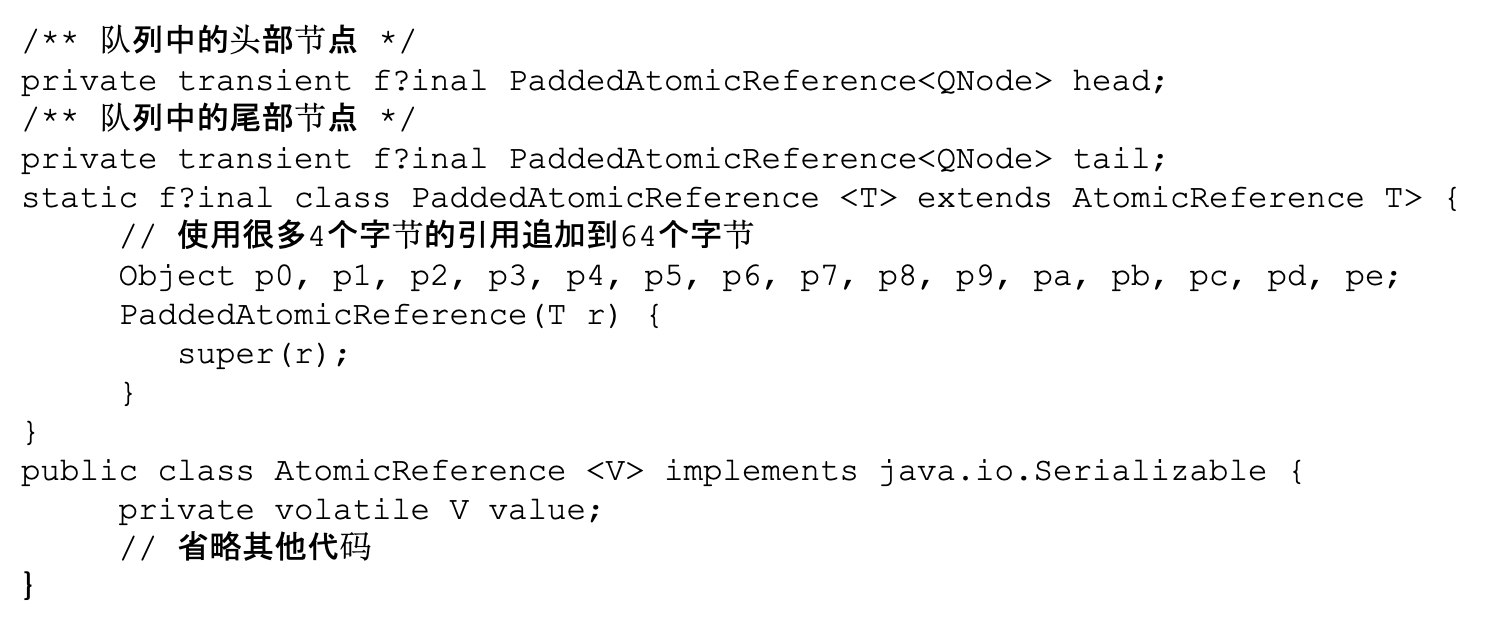 /** 队列中的头部节点 */
private transient f?inal PaddedAtomicReference<QNode> head;
/** 队列中的尾部节点 */
private transient f?inal PaddedAtomicReference<QNode> tail;
static f?inal class PaddedAtomicReference <T> extends AtomicReference T> {
// 使用很多4个字节的引用追加到64个字节
Object p0, p1, p2, p3, p4, p5, p6, p7, p8, p9, pa, pb, pc, pd, pe;
PaddedAtomicReference(T r) {
super(r);
}
}
public class AtomicReference <V> implements java.io.Serializable {
private volatile V value;
// 省略其他代码
}